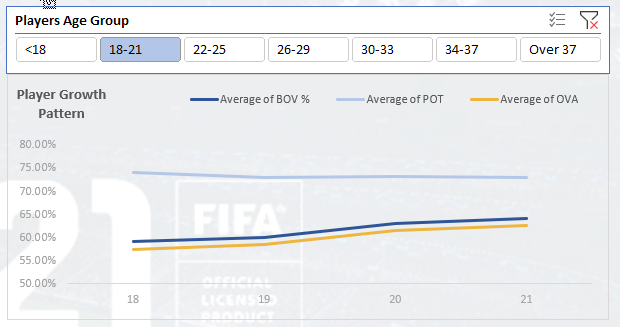 Players Age Group
<18 18-21 22-25 26-29 30-33 34-37 Over 37
Player Growth Pattern
Average of BOV % Average of POT Average of OVA
80.00%
75.00%
70.00%
65.00%
60.00%
55.00%
50.00%
18 19 20 21
21
FIFA
OFFICIAL
LICENSED
PRODUCT